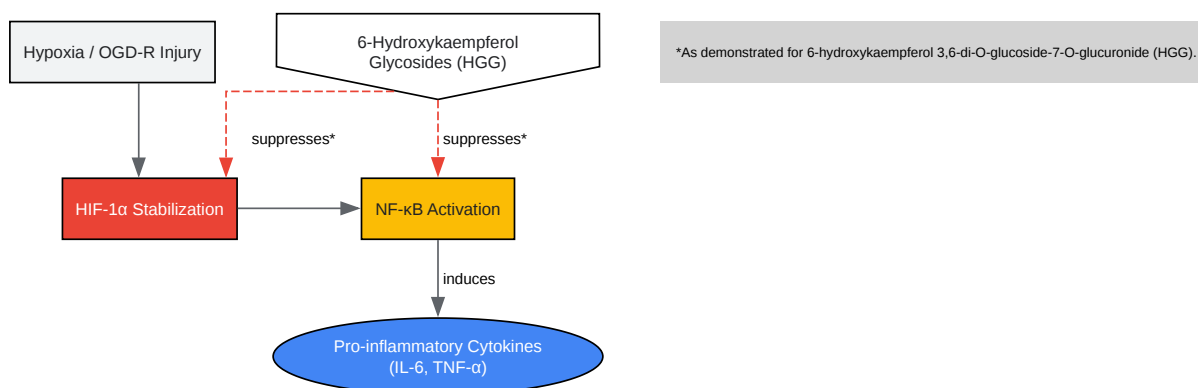 Hypoxia / OGD-R Injury
6-Hydroxykaempferol
Glycosides (HGG)
*As demonstrated for 6-hydroxykaempferol 3,6-di-O-glucoside-7-O-glucuronide (HGG).
suppresses*
suppresses*
HIF-1α Stabilization
NF-κB Activation
induces
Pro-inflammatory Cytokines
(IL-6, TNF-α)